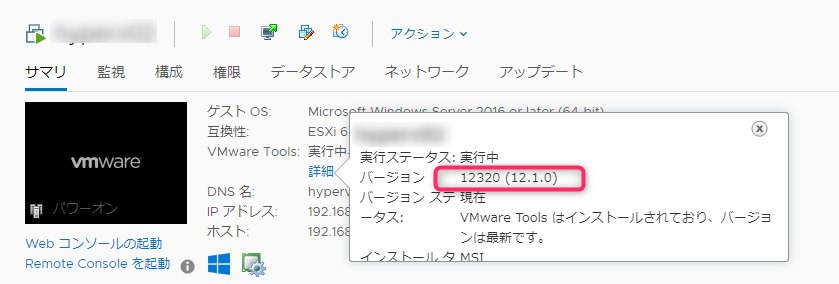 アクション
サマリ 監視 構成 権限 データストア ネットワーク アップデート
vmware
パワーオン
Web コンソールの起動
Remote Console を起動
ゲスト OS: Microsoft Windows Server 2016 or later (64-bit)
互換性: ESXi 6
VMware Tools: 実行中
詳細
DNS 名: hyperv
IP アドレス: 192.168
ホスト: 192.168
実行ステータス: 実行中
バージョン 12320 (12.1.0)
バージョン ステ 現在
ータス: VMware Tools はインストールされており、バージョ
ンは最新です。
インストール タ MSI